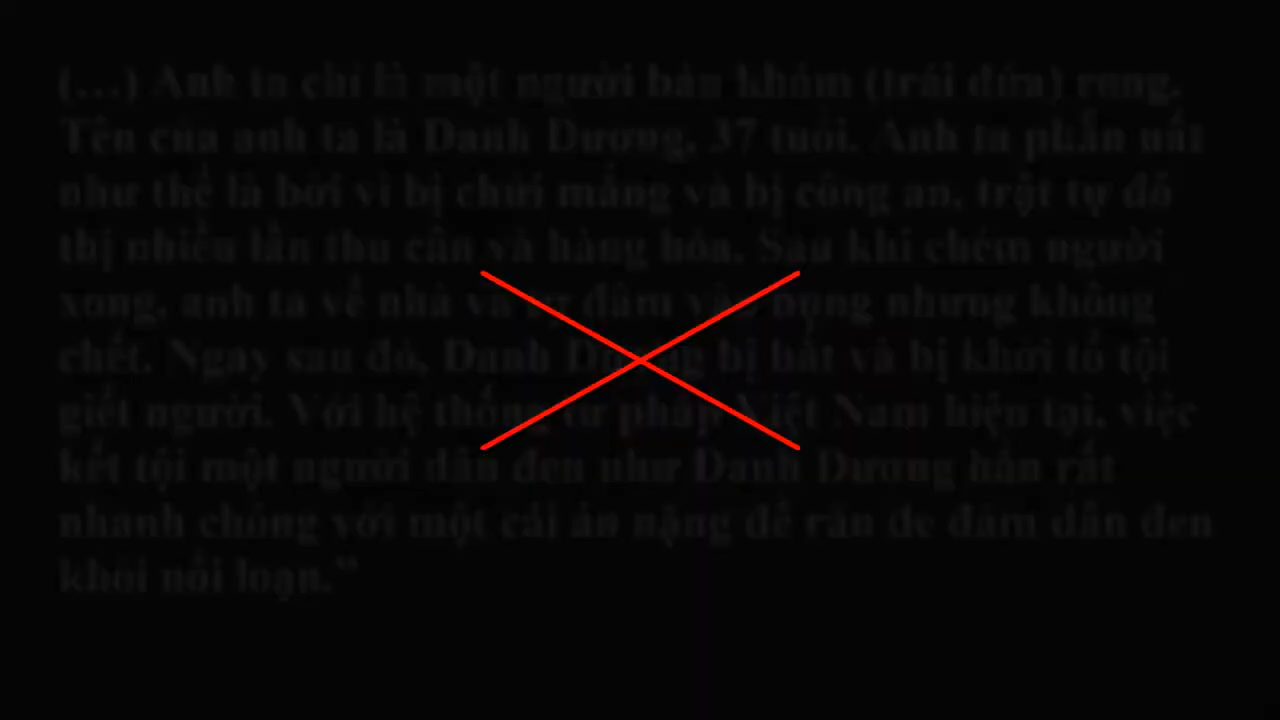 (…) Anh ta chỉ là một người bán khóm (trái dứa) rong.
Tên của anh ta là Danh Dương, 37 tuổi. Anh ta phẫn uất
như thế là bởi vì bị chửi mắng và bị công an, trật tự đô
thị nhiều lần thu cân và hàng hóa. Sau khi chém người
xong, anh ta về nhà và tự đâm vào bụng nhưng không
chết. Ngay sau đó, Danh Dương bị bắt và bị khởi tố tội
giết người. Với hệ thống tư pháp Việt Nam hiện tại, việc
kết tội một người dân đen như Danh Dương hẳn rất
nhanh chóng với một cái án nặng để răn đe đám dân đen
khỏi nổi loạn.”